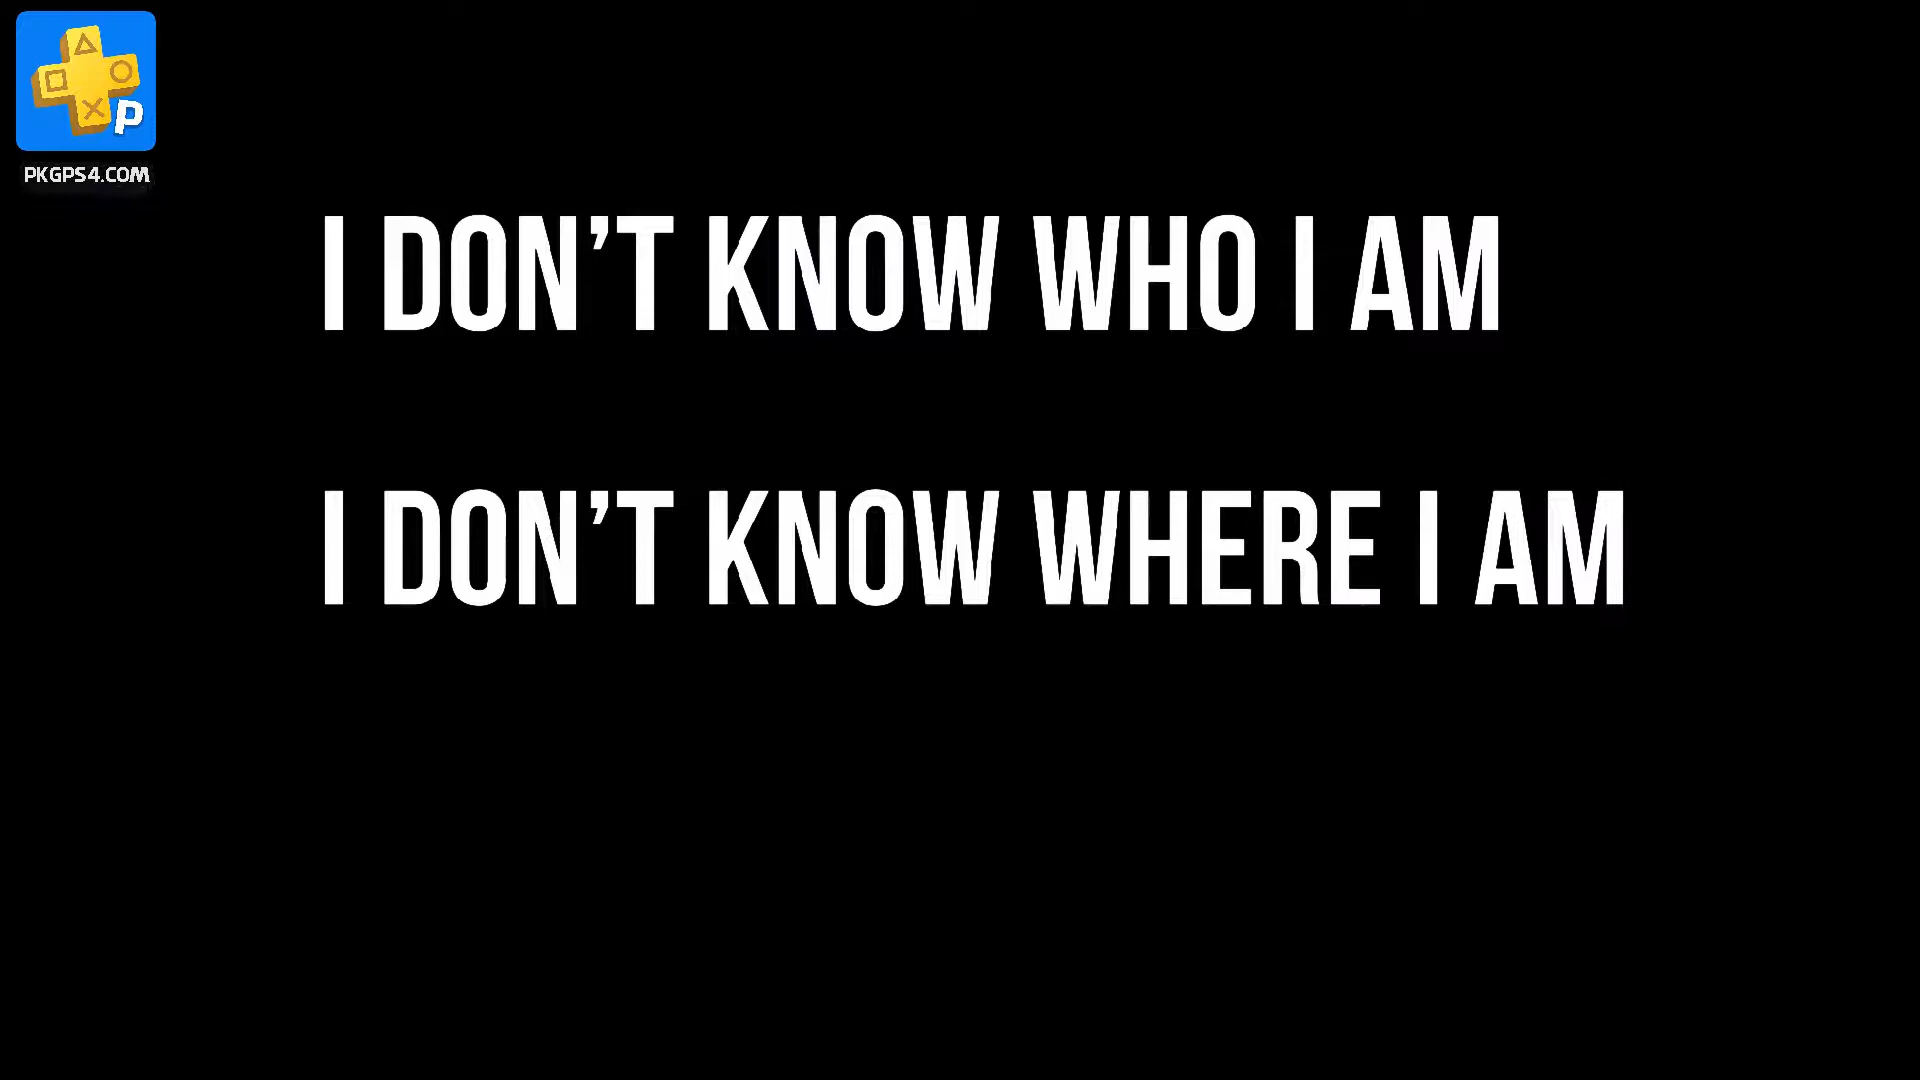 P
PKGPS4.COM
I DON’T KNOW WHO I AM
I DON’T KNOW WHERE I AM